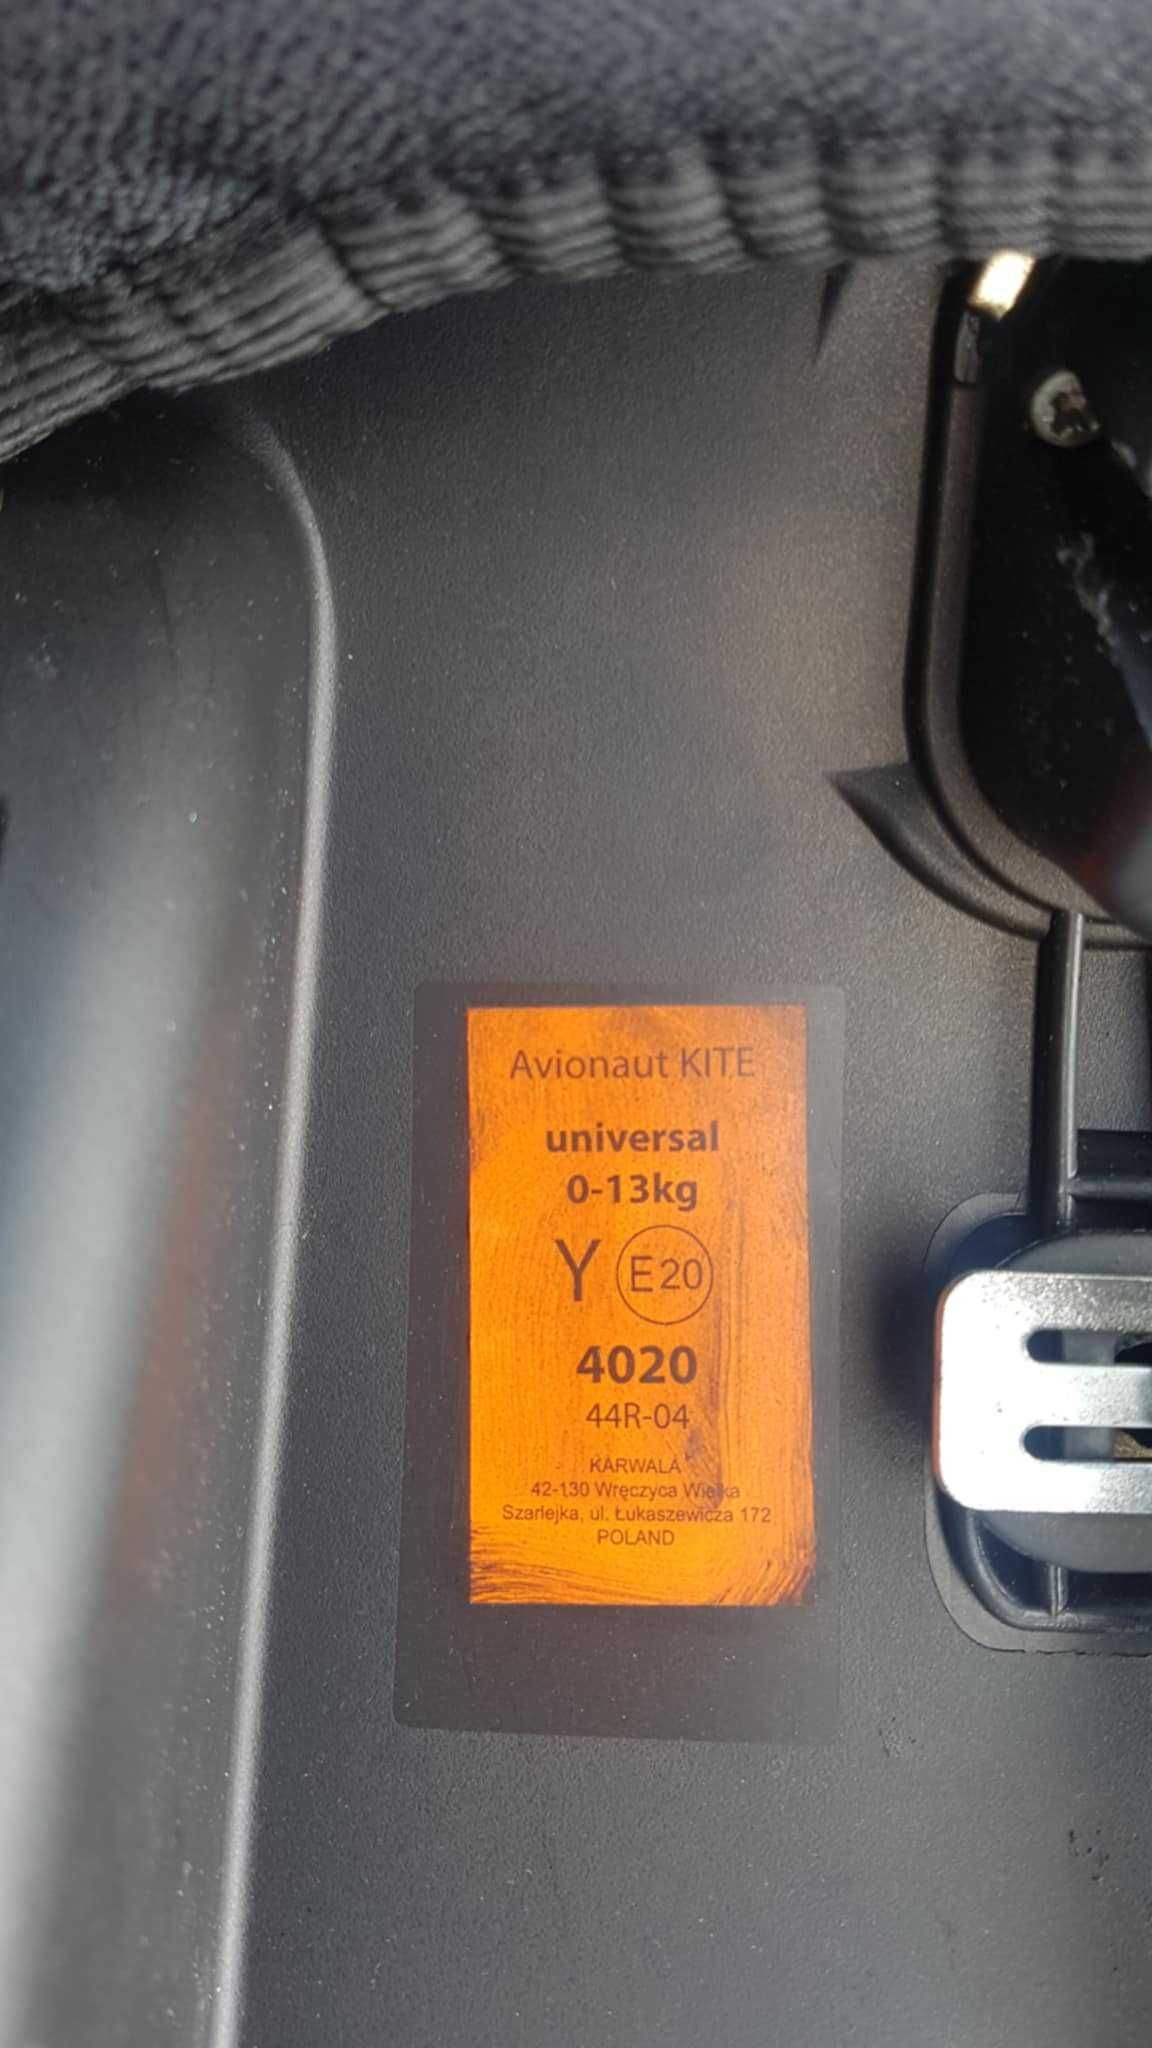 Avionaut KITE
universal
0-13kg
Y E20
4020
44R-04
KARWALA
42-130 Wręczyca Wielka
Szarlejka, ul. Łukaszewicza 172
POLAND